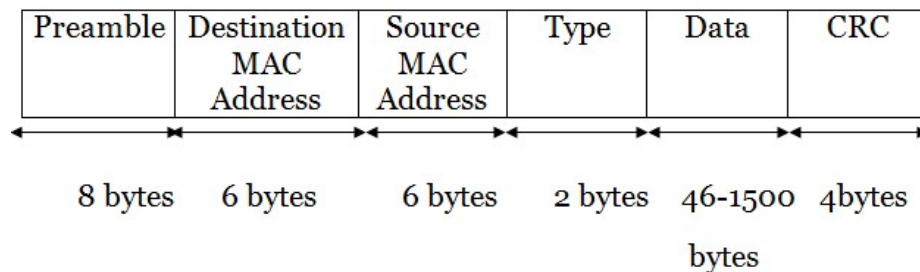 Preamble Destination MAC Address Source MAC Address Type Data CRC
8 bytes 6 bytes 6 bytes 2 bytes 46-1500 bytes 4bytes